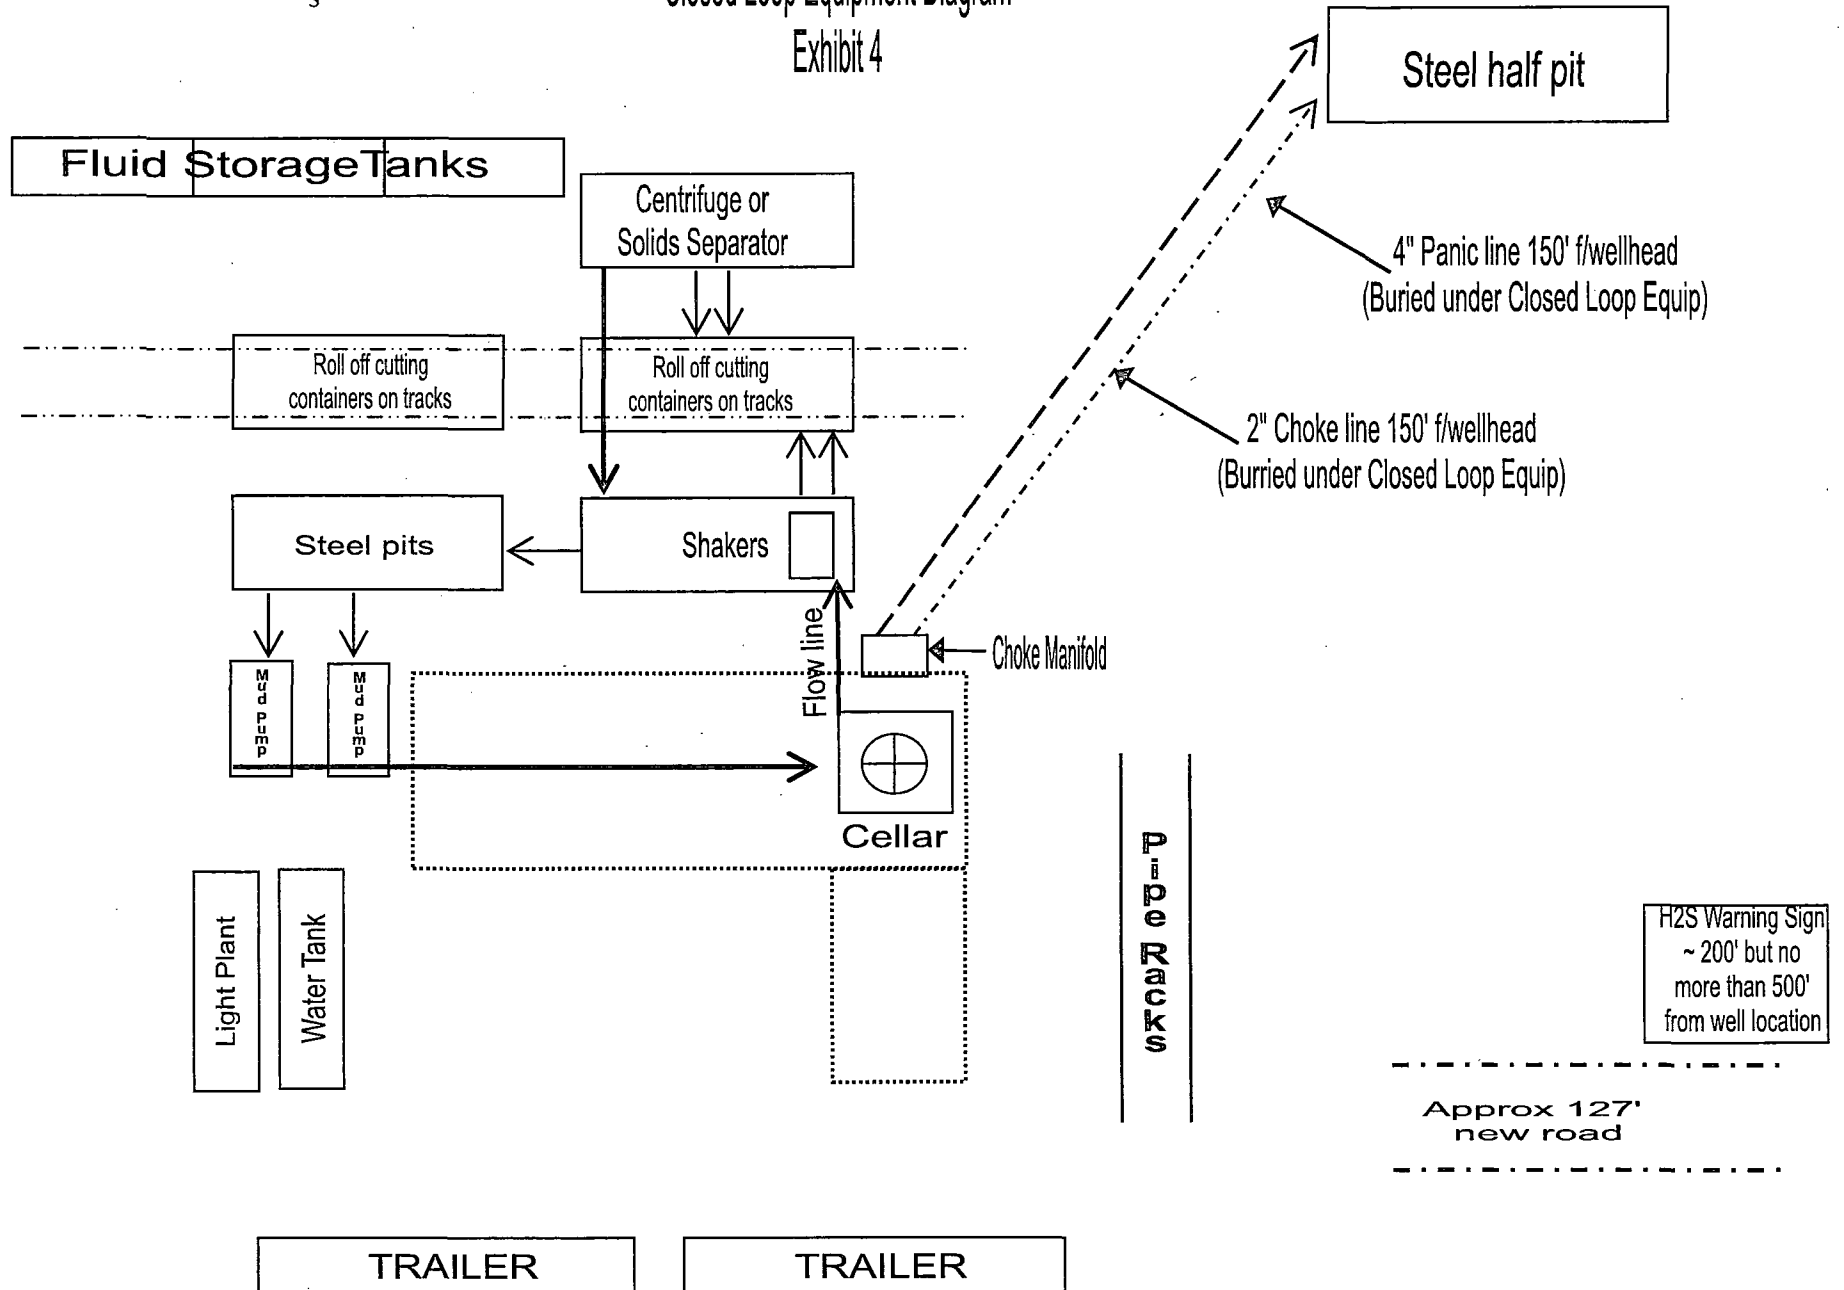 Closed Loop Equipment Diagram
Exhibit 4
Steel half pit
Fluid StorageTanks
Centrifuge or
Solids Separator
4" Panic line 150' f/wellhead
(Buried under Closed Loop Equip)
Roll off cutting
containers on tracks
Roll off cutting
containers on tracks
2" Choke line 150' f/wellhead
(Burried under Closed Loop Equip)
Steel pits
Shakers
Flow line
Choke Manifold
Mud pump
Mud pump
Cellar
Pipe Racks
Light Plant
Water Tank
H2S Warning Sign
~ 200' but no
more than 500'
from well location
Approx 127'
new road
TRAILER
TRAILER